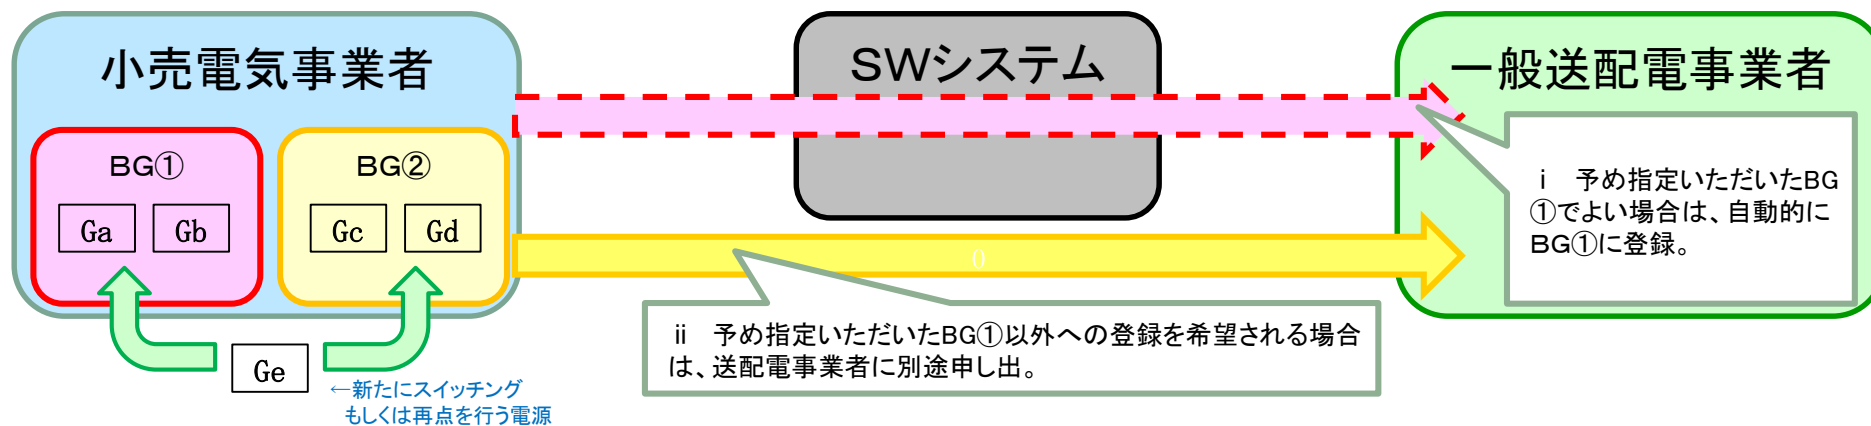 小売電気事業者
SWシステム
一般送配電事業者
BG①
BG②
Ga
Gb
Gc
Gd
ⅰ 予め指定いただいたBG
①でよい場合は、自動的に
BG①に登録。
0
ⅱ 予め指定いただいたBG①以外への登録を希望される場合
は、送配電事業者に別途申し出。
Ge
←新たにスイッチング
もしくは再点を行う電源